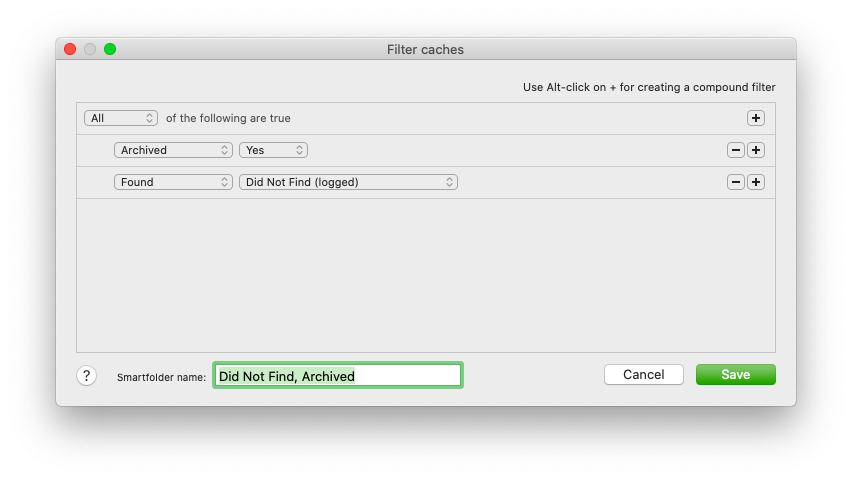 Filter caches
Use Alt-click on + for creating a compound filter
All of the following are true +
Archived Yes − +
Found Did Not Find (logged) − +
? Smartfolder name: Did Not Find, Archived Cancel Save